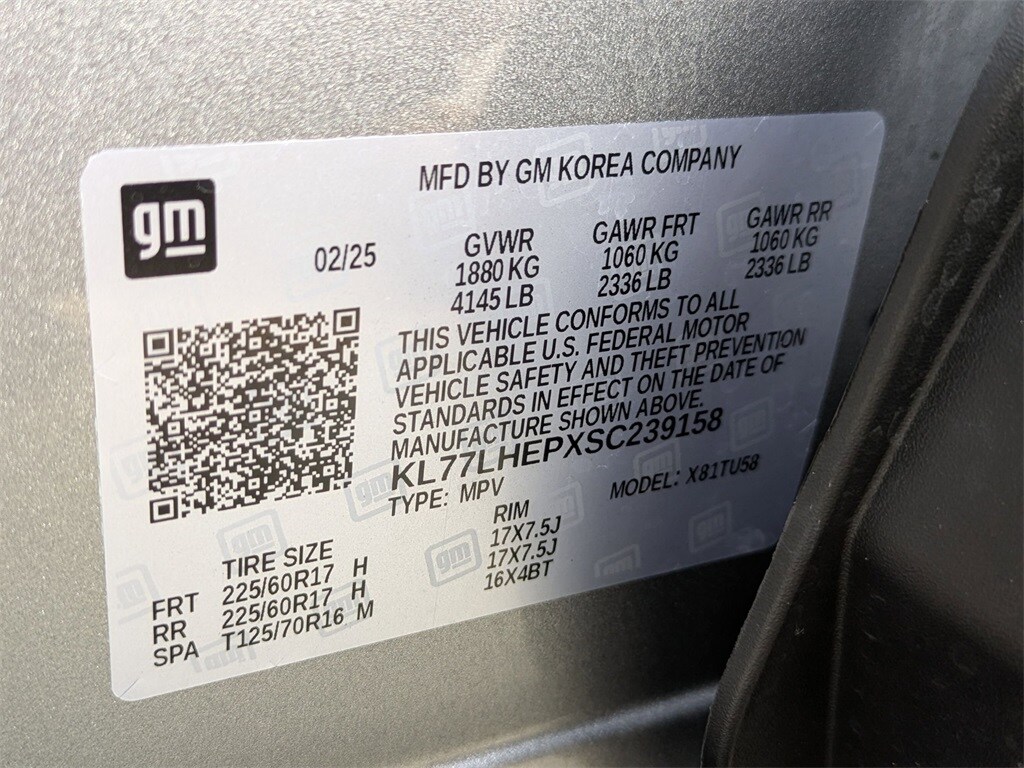 gm
MFD BY GM KOREA COMPANY
02/25
GVWR GAWR FRT GAWR RR
1880 KG 1060 KG 1060 KG
4145 LB 2336 LB 2336 LB
THIS VEHICLE CONFORMS TO ALL
APPLICABLE U.S. FEDERAL MOTOR
VEHICLE SAFETY AND THEFT PREVENTION
STANDARDS IN EFFECT ON THE DATE OF
MANUFACTURE SHOWN ABOVE.
KL77LHEPXSC239158
TYPE: MPV MODEL: X81TU58
TIRE SIZE RIM
FRT 225/60R17 H 17X7.5J
RR 225/60R17 H 17X7.5J
SPA T125/70R16 M 16X4BT